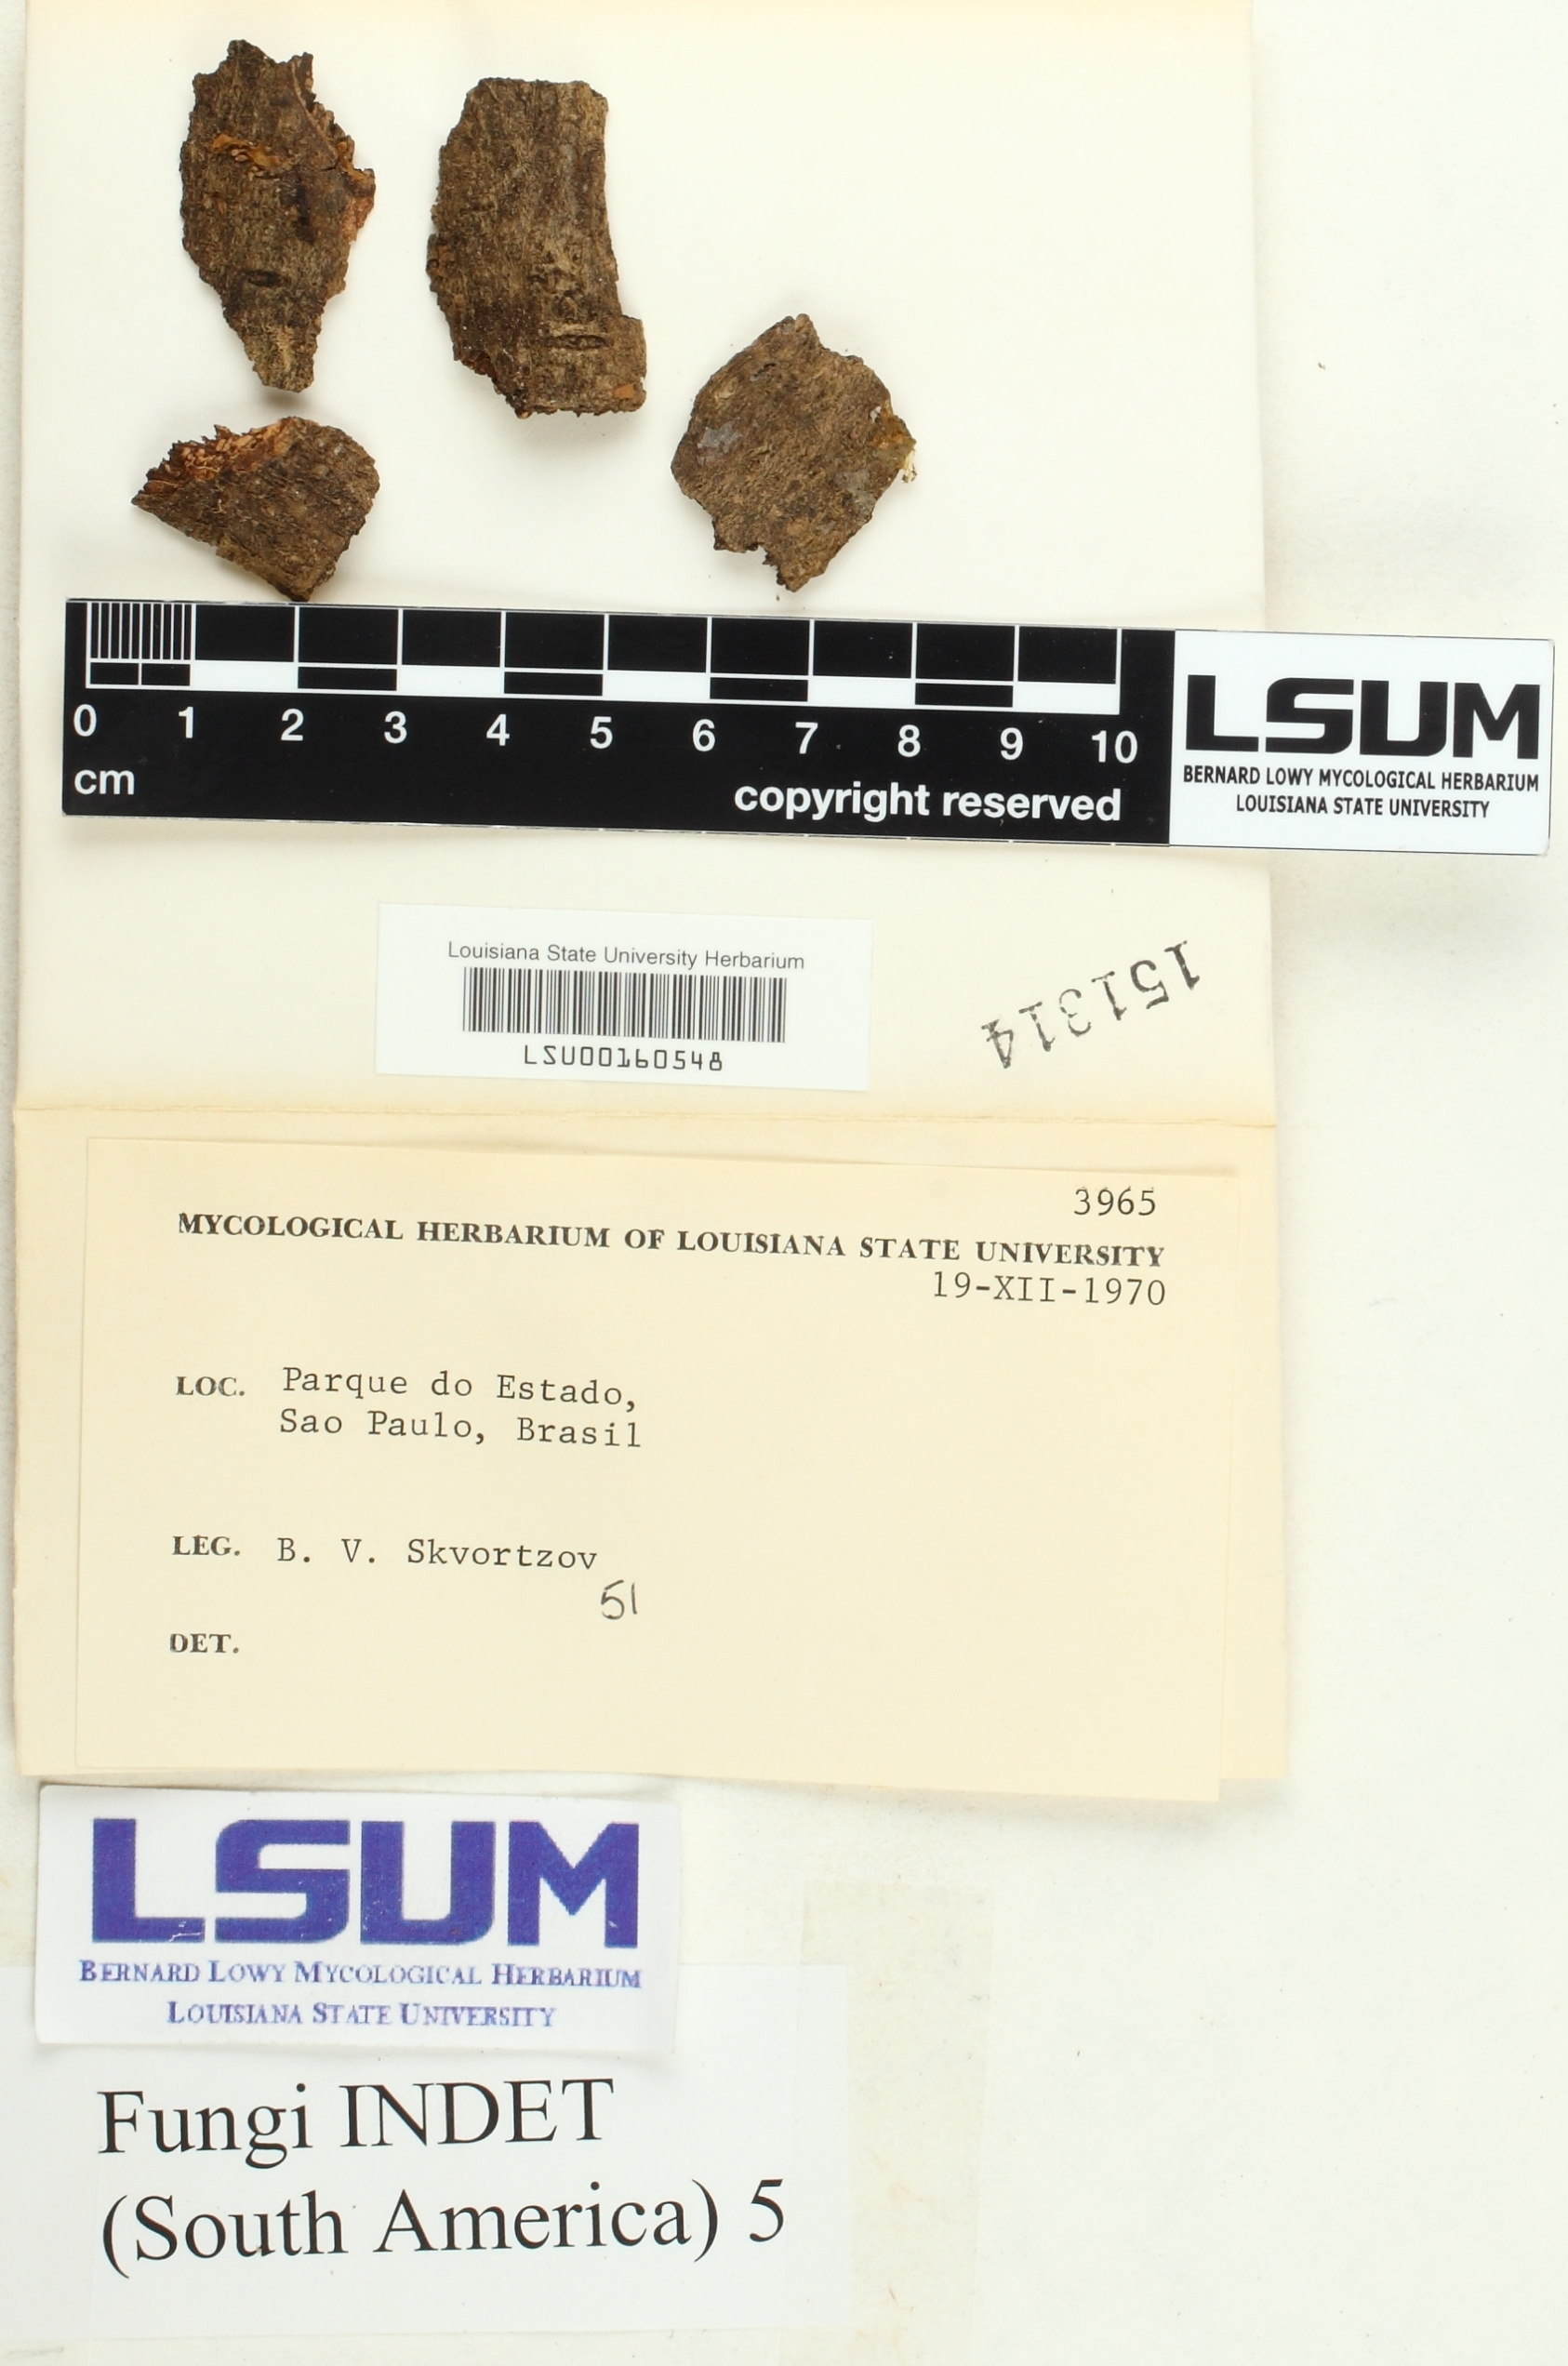 0 1 2 3 4 5 6 7 8 9 10
cm
copyright reserved
LSUM
BERNARD LOWY MYCOLOGICAL HERBARIUM
LOUISIANA STATE UNIVERSITY
Louisiana State University Herbarium
LSU00160548
151314
3965
MYCOLOGICAL HERBARIUM OF LOUISIANA STATE UNIVERSITY
19-XII-1970
LOC. Parque do Estado,
Sao Paulo, Brasil
LEG. B. V. Skvortzov
51
DET.
LSUM
BERNARD LOWY MYCOLOGICAL HERBARIUM
LOUISIANA STATE UNIVERSITY
Fungi INDET
(South America) 5